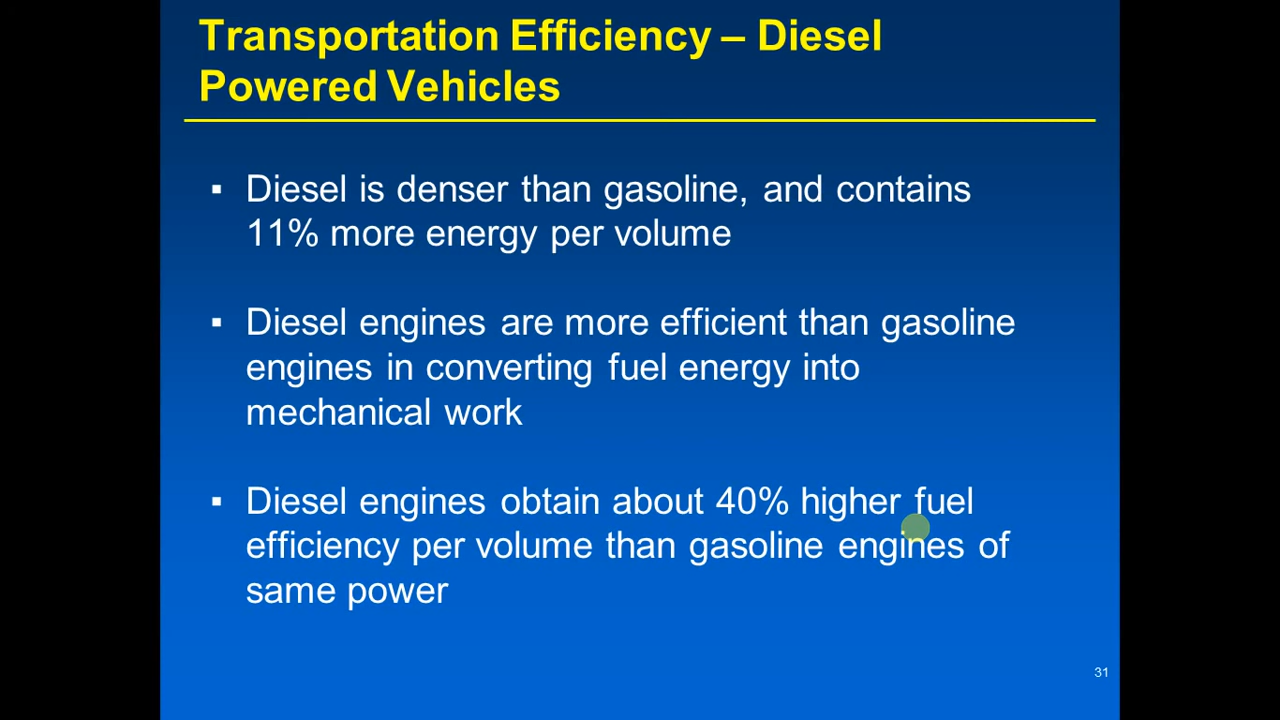 Transportation Efficiency – Diesel
Powered Vehicles
▪ Diesel is denser than gasoline, and contains
11% more energy per volume
▪ Diesel engines are more efficient than gasoline
engines in converting fuel energy into
mechanical work
▪ Diesel engines obtain about 40% higher fuel
efficiency per volume than gasoline engines of
same power
31